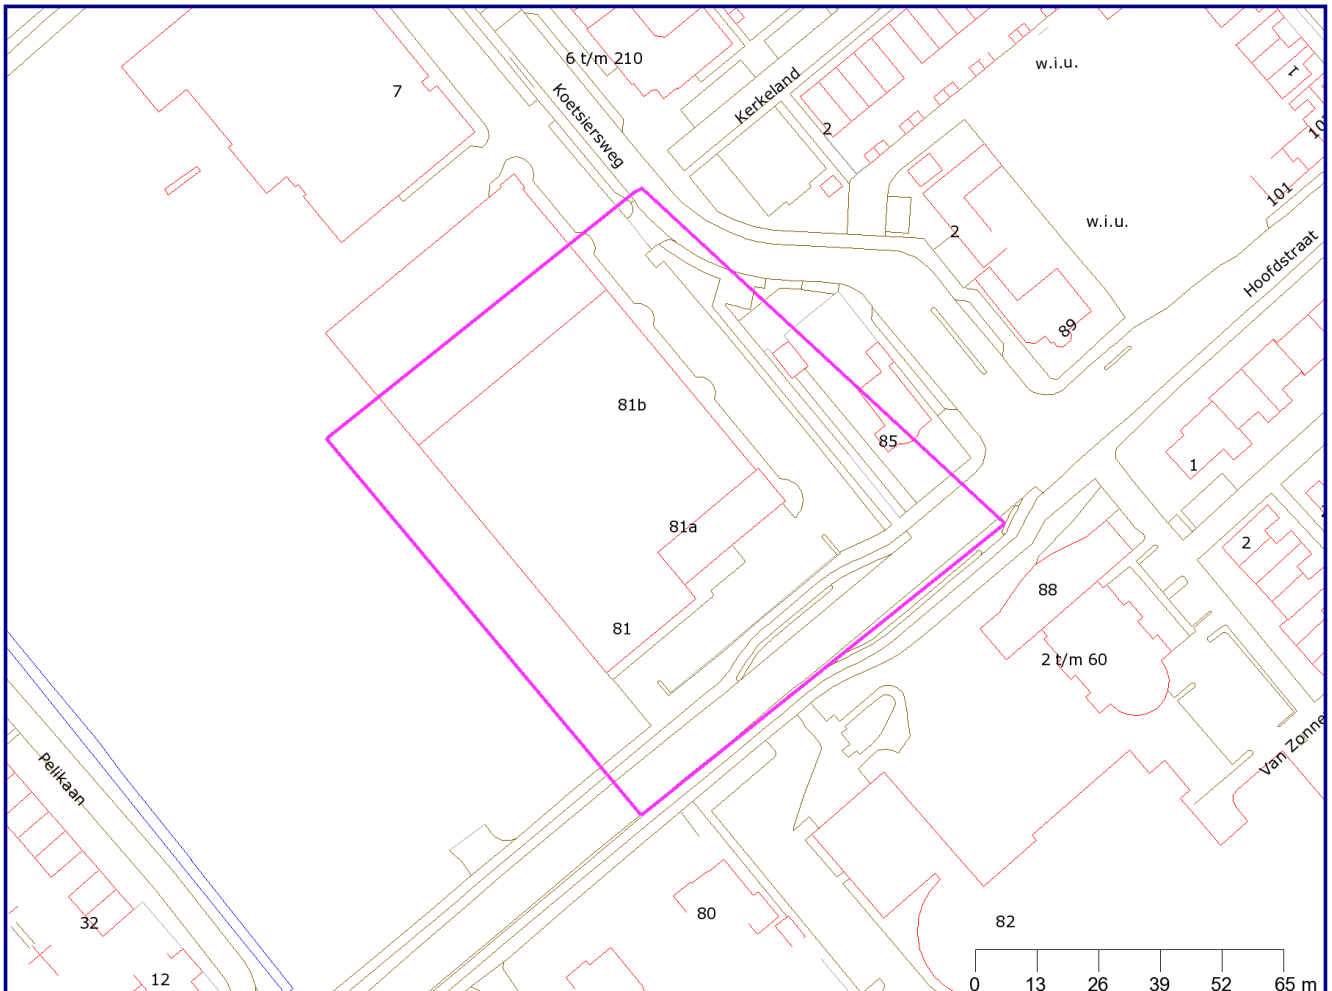 6 t/m 210
w.i.u.
7
Koetsiersweg
Kerkeland
2
1
101
w.i.u.
2
Hoofdstraat
89
81b
85
1
81a
2
88
81
2 t/m 60
Pelikaan
Van Zonne
32
80
82
12
0 13 26 39 52 65 m